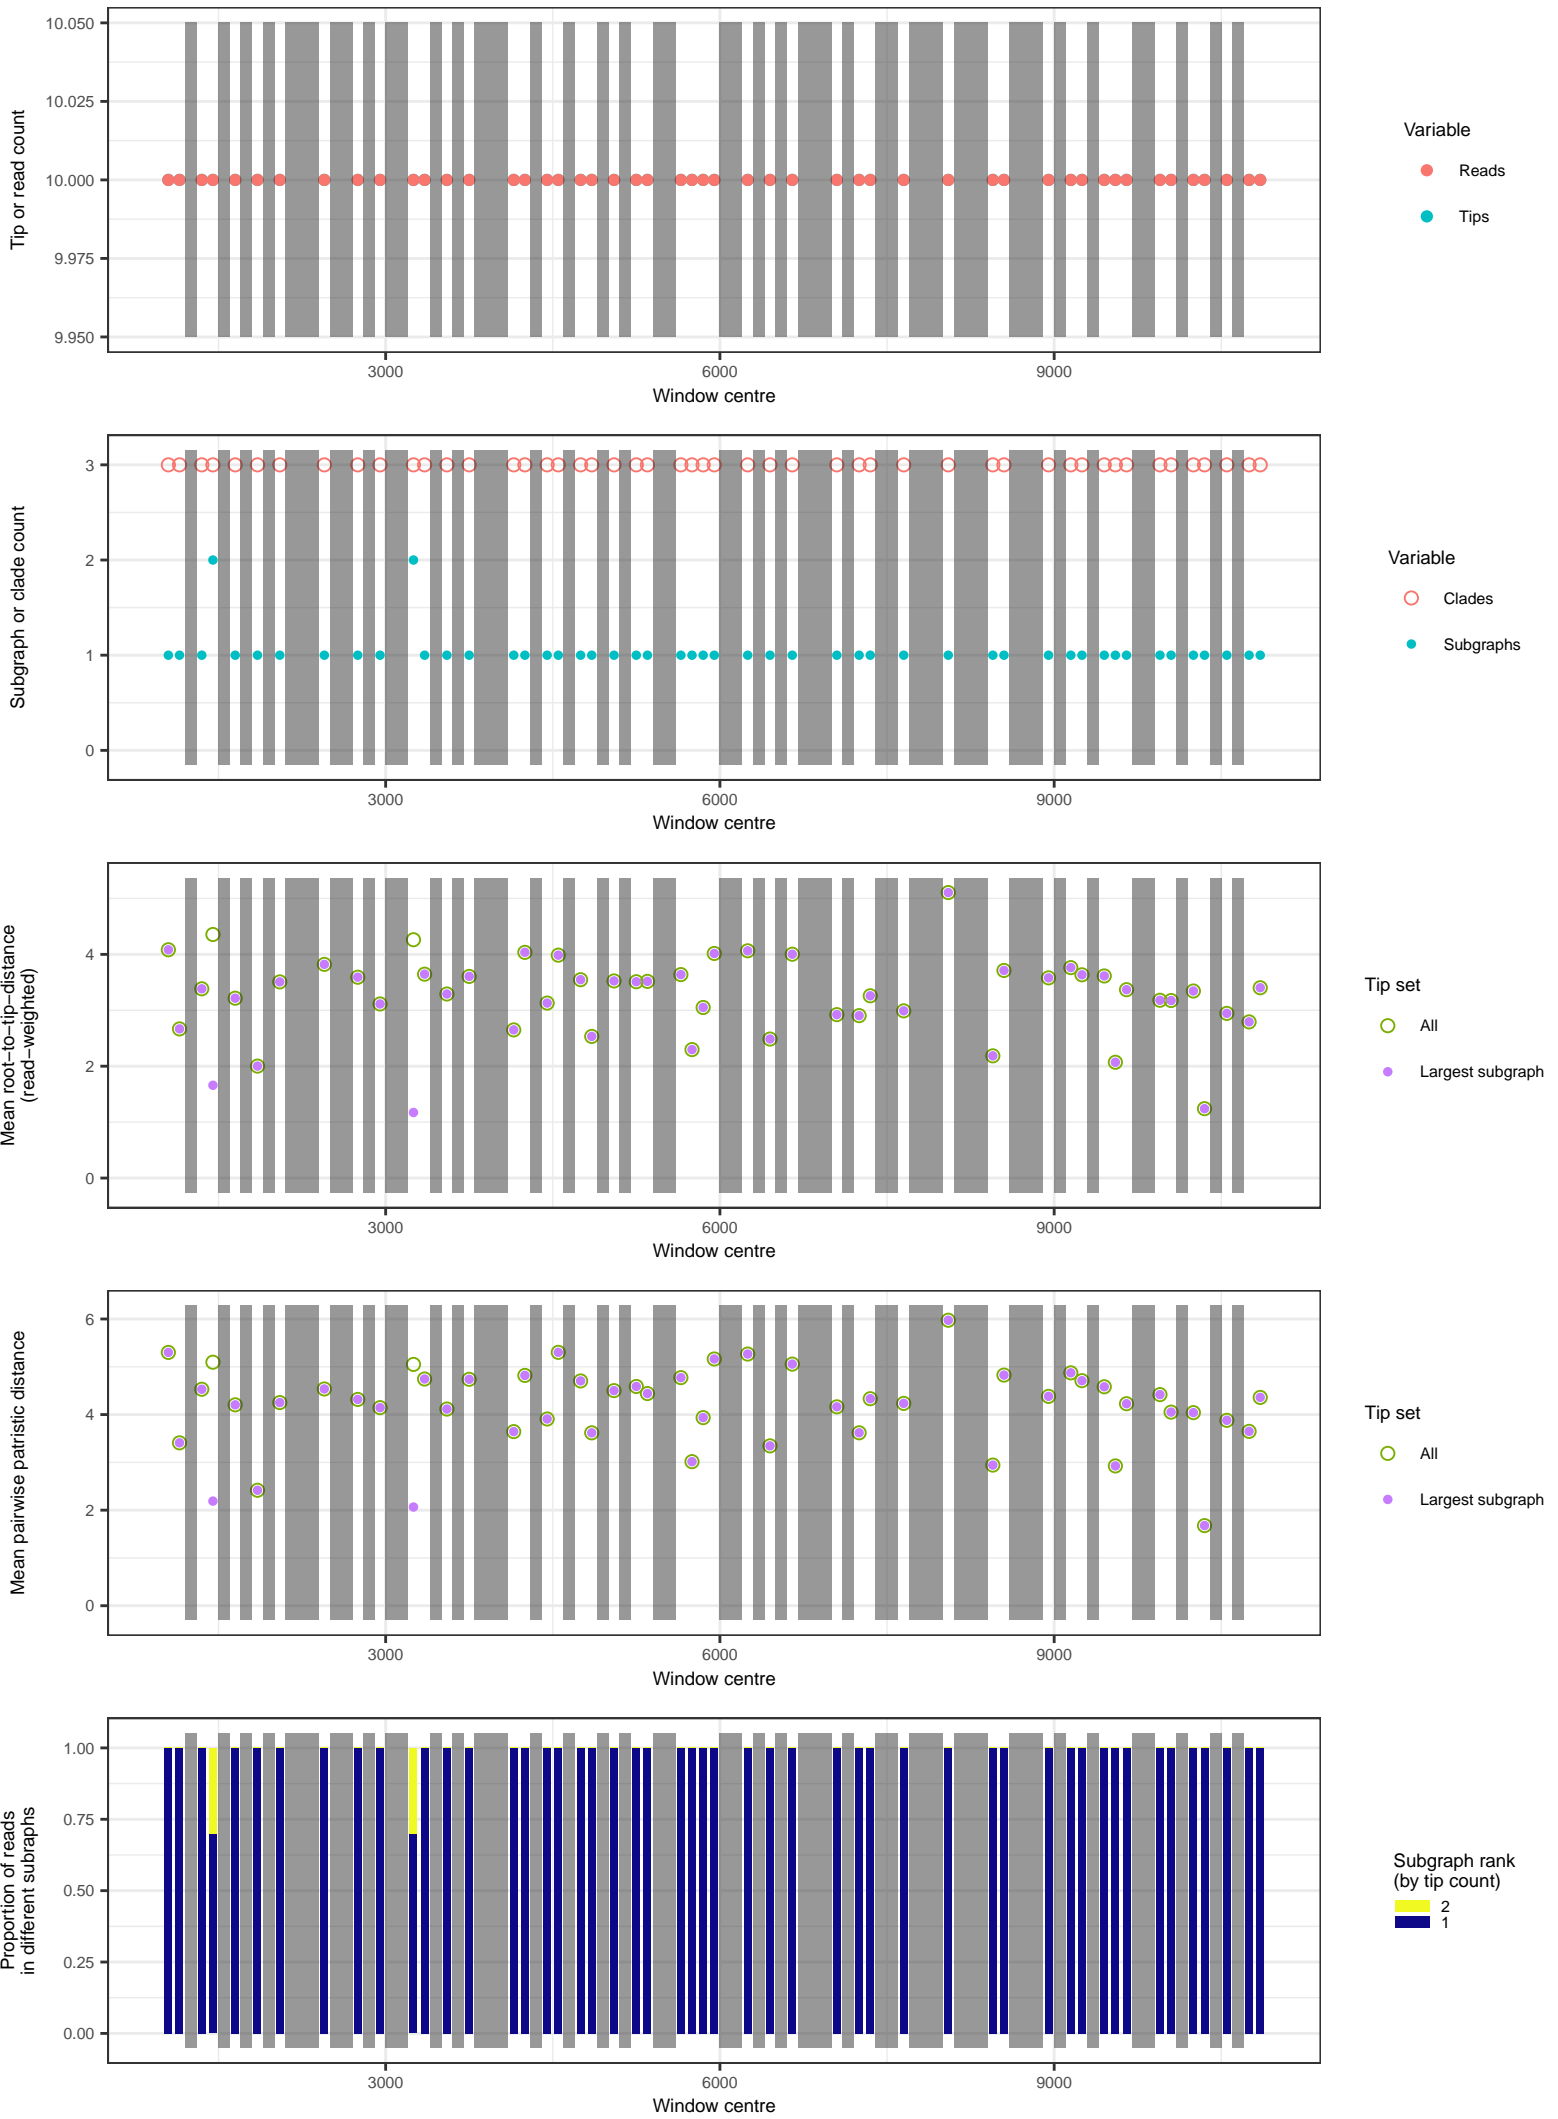 10.050
10.025
10.000
9.975
9.950
Tip or read count
3000
6000
9000
Window centre
Variable
Reads
Tips
3
2
1
0
Subgraph or clade count
3000
6000
9000
Window centre
Variable
Clades
Subgraphs
4
2
0
Mean root−to−tip−distance
(read−weighted)
3000
6000
9000
Window centre
Tip set
All
Largest subgraph
6
4
2
0
Mean pairwise patristic distance
3000
6000
9000
Window centre
Tip set
All
Largest subgraph
1.00
0.75
0.50
0.25
0.00
Proportion of reads
in different subraphs
3000
6000
9000
Window centre
Subgraph rank
(by tip count)
2
1